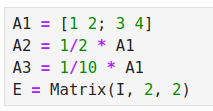 A1 = [1 2; 3 4]
A2 = 1/2 * A1
A3 = 1/10 * A1
E = Matrix(I, 2, 2)